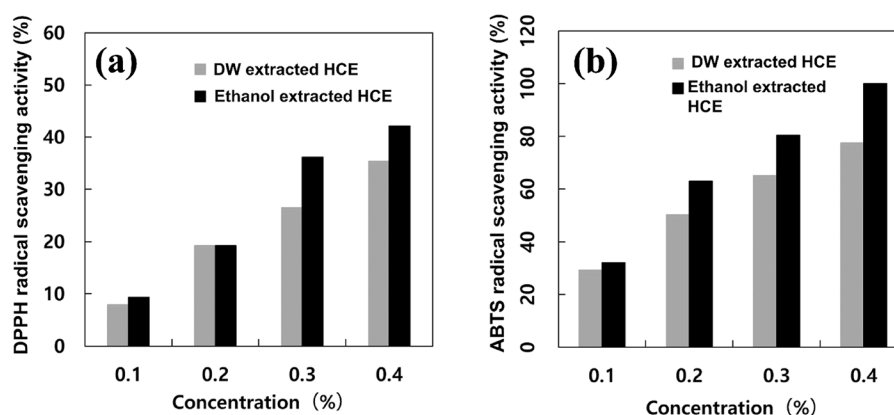 (a)
DPPH radical scavenging activity (%)
60
50
40
30
20
10
0
DW extracted HCE
Ethanol extracted HCE
0.1 0.2 0.3 0.4
Concentration (%)
(b)
ABTS radical scavenging activity (%)
120
100
80
60
40
20
0
DW extracted HCE
Ethanol extracted
HCE
0.1 0.2 0.3 0.4
Concentration (%)